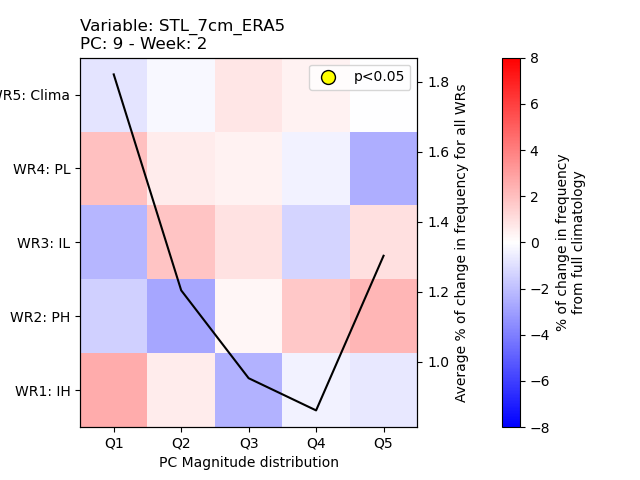 Variable: STL_7cm_ERA5
PC: 9 - Week: 2
p<0.05
WR5: Clima
WR4: PL
WR3: IL
WR2: PH
WR1: IH
Q1 Q2 Q3 Q4 Q5
PC Magnitude distribution
1.8
1.6
1.4
1.2
1.0
Average % of change in frequency for all WRs
8
6
4
2
0
−2
−4
−6
−8
% of change in frequency
from full climatology